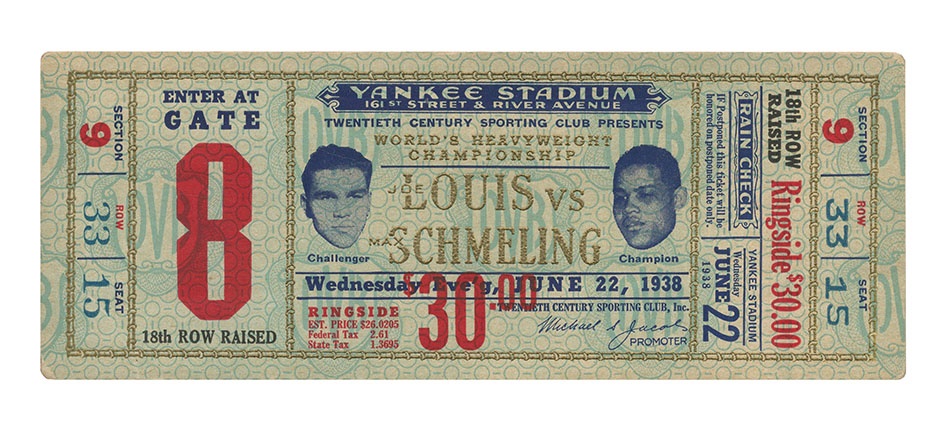 SECTION
9
ROW
33
SEAT
15
ENTER AT
GATE
8
18th ROW RAISED
YANKEE STADIUM
161ST STREET & RIVER AVENUE
TWENTIETH CENTURY SPORTING CLUB PRESENTS
WORLD'S HEAVYWEIGHT
CHAMPIONSHIP
JOE LOUIS VS
MAX SCHMELING
Challenger
Champion
Wednesday Eve'g, JUNE 22, 1938
$30.00
RINGSIDE
EST. PRICE $26.0205
Federal Tax 2.61
State Tax 1.3695
TWENTIETH CENTURY SPORTING CLUB, Inc.
Michael S. Jacobs
PROMOTER
RAIN CHECK
IF Postponed this ticket will be
honored on postponed date only.
YANKEE STADIUM
Wednesday
JUNE 22
1938
18th ROW
RAISED
Ringside $30.00
SECTION
9
ROW
33
SEAT
15